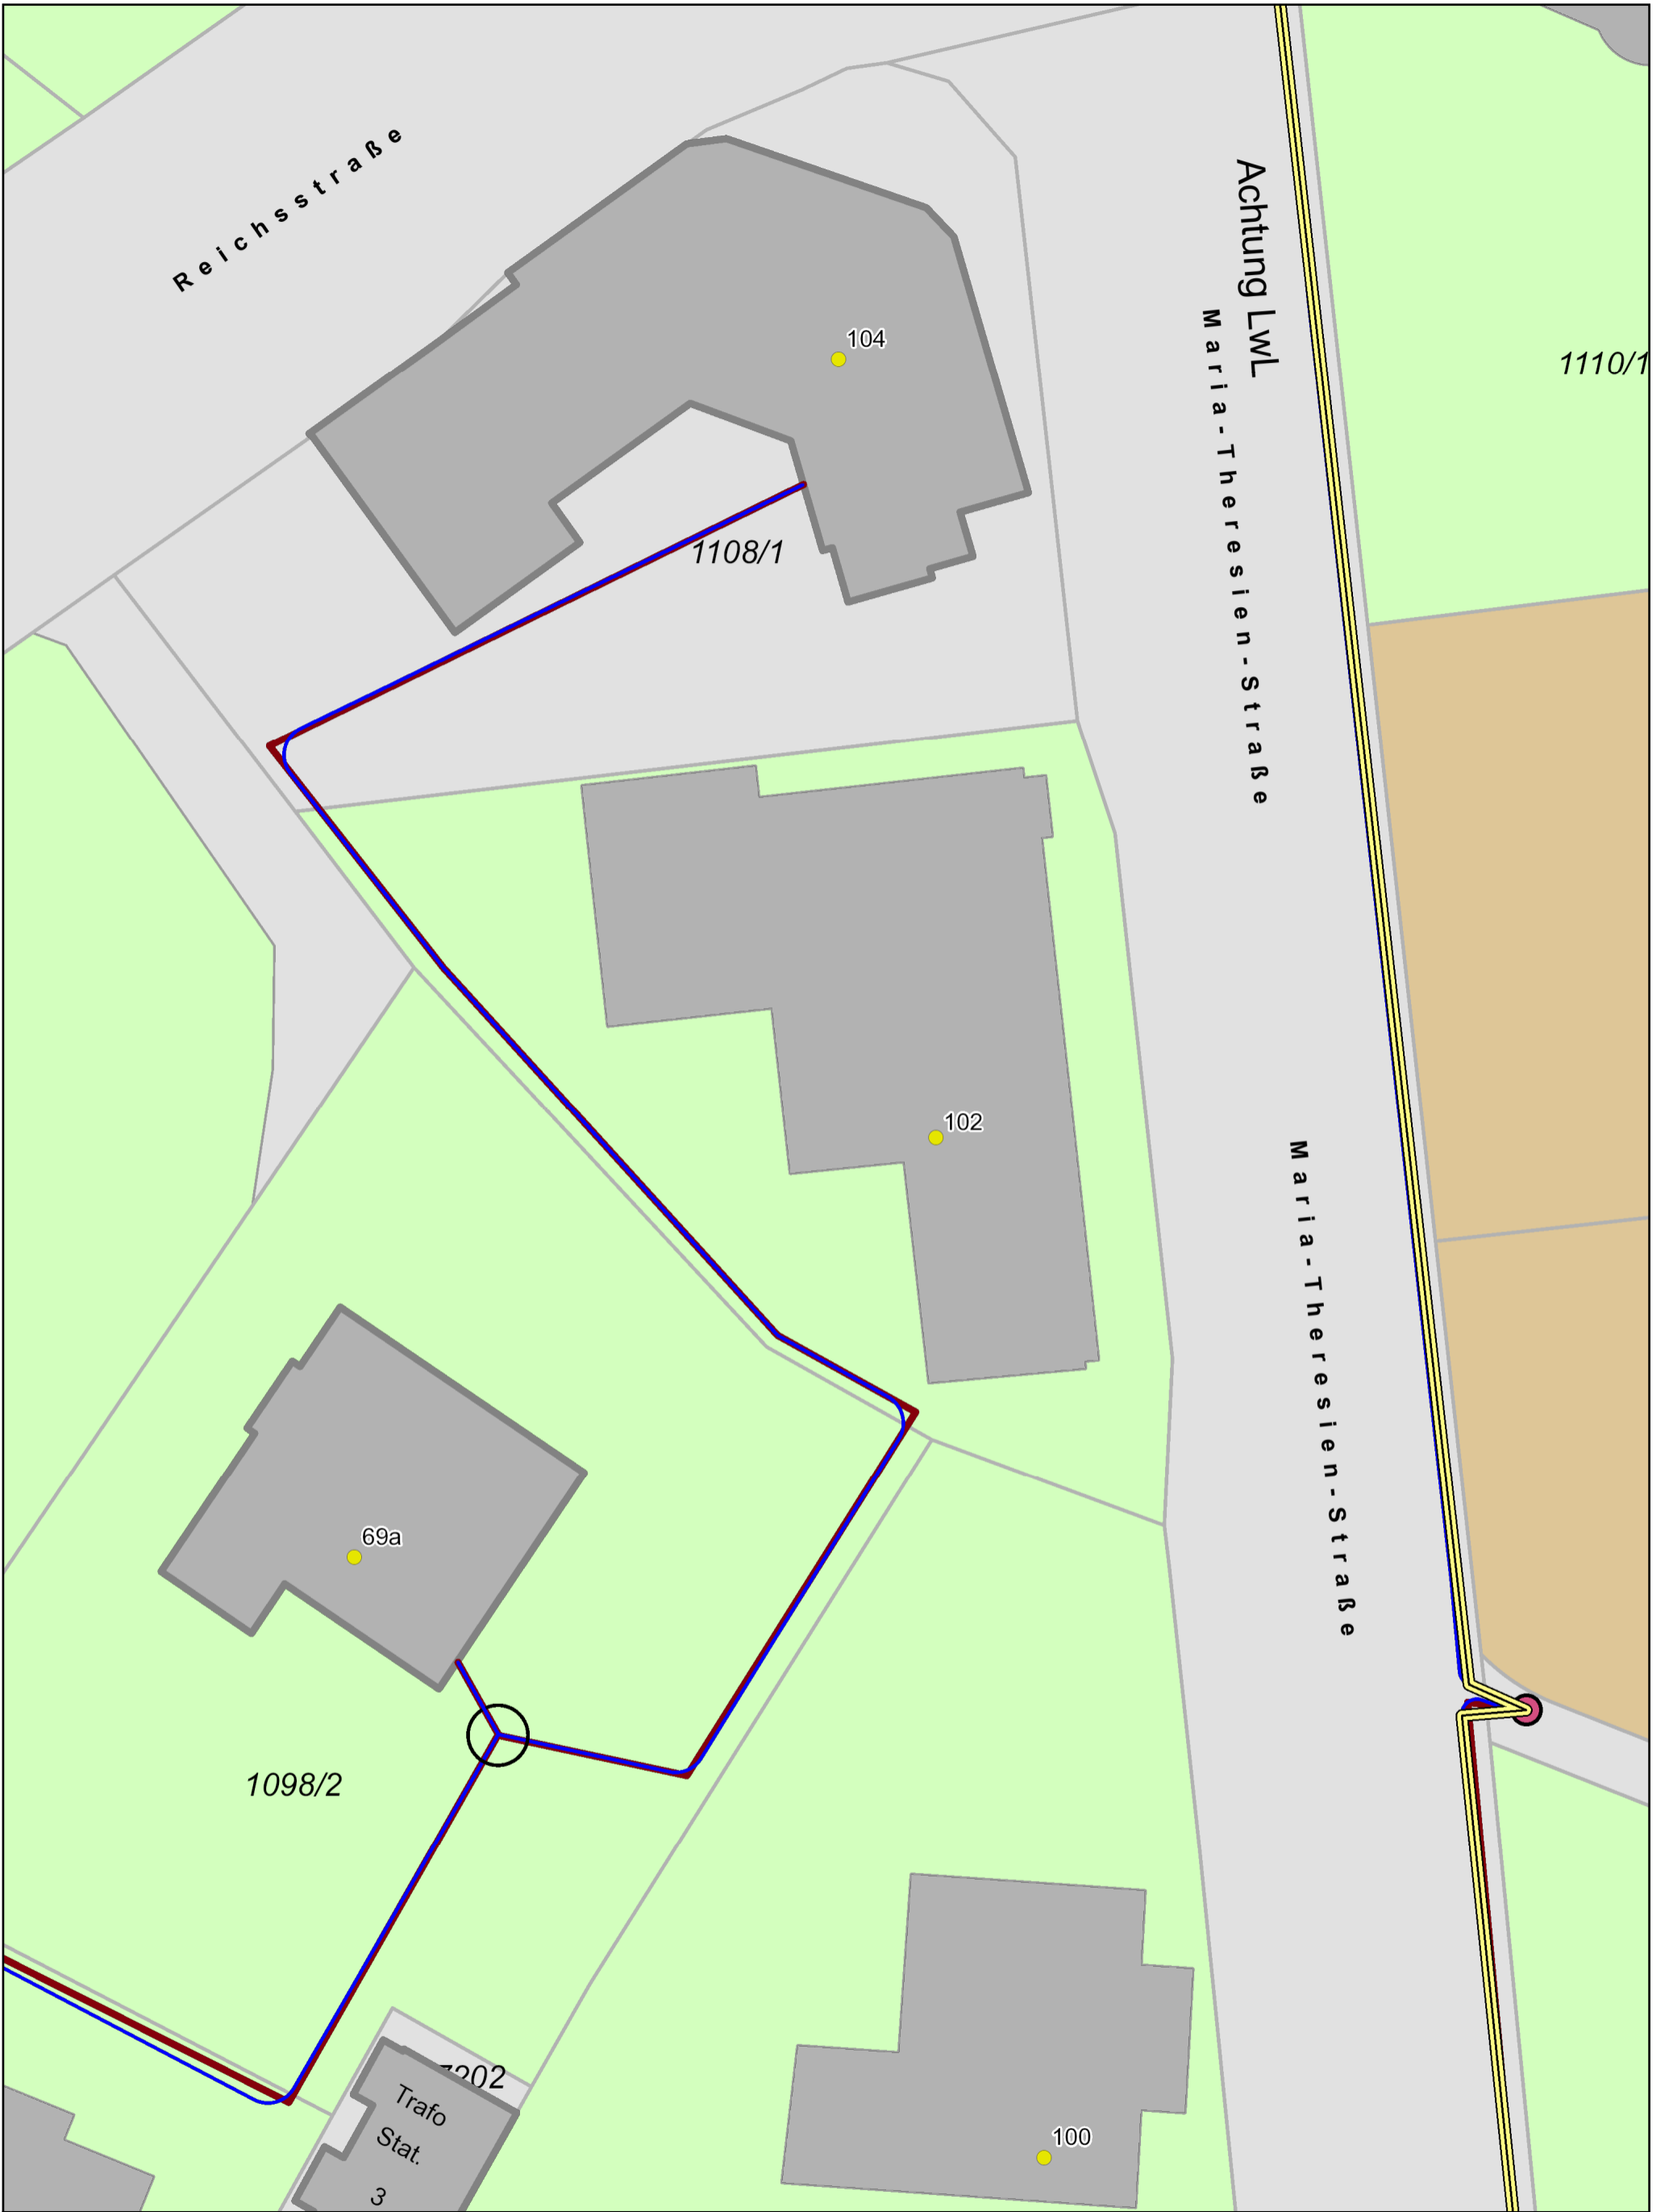 Reichsstraße
Achtung LwL
104
Maria-Theresien-Straße
1110/1
1108/1
102
Maria-Theresien-Straße
69a
1098/2
Trafo
Stat.
3
100